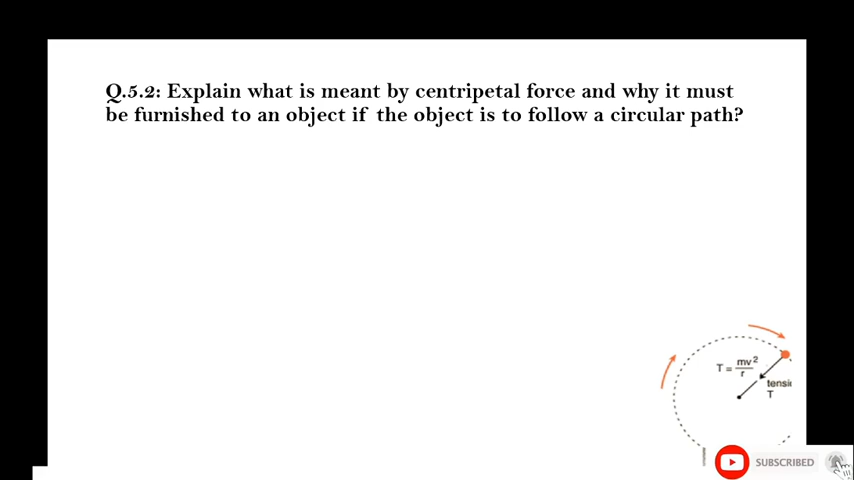 Q.5.2: Explain what is meant by centripetal force and why it must
be furnished to an object if the object is to follow a circular path?
T = mv²
r
T
SUBSCRIBED